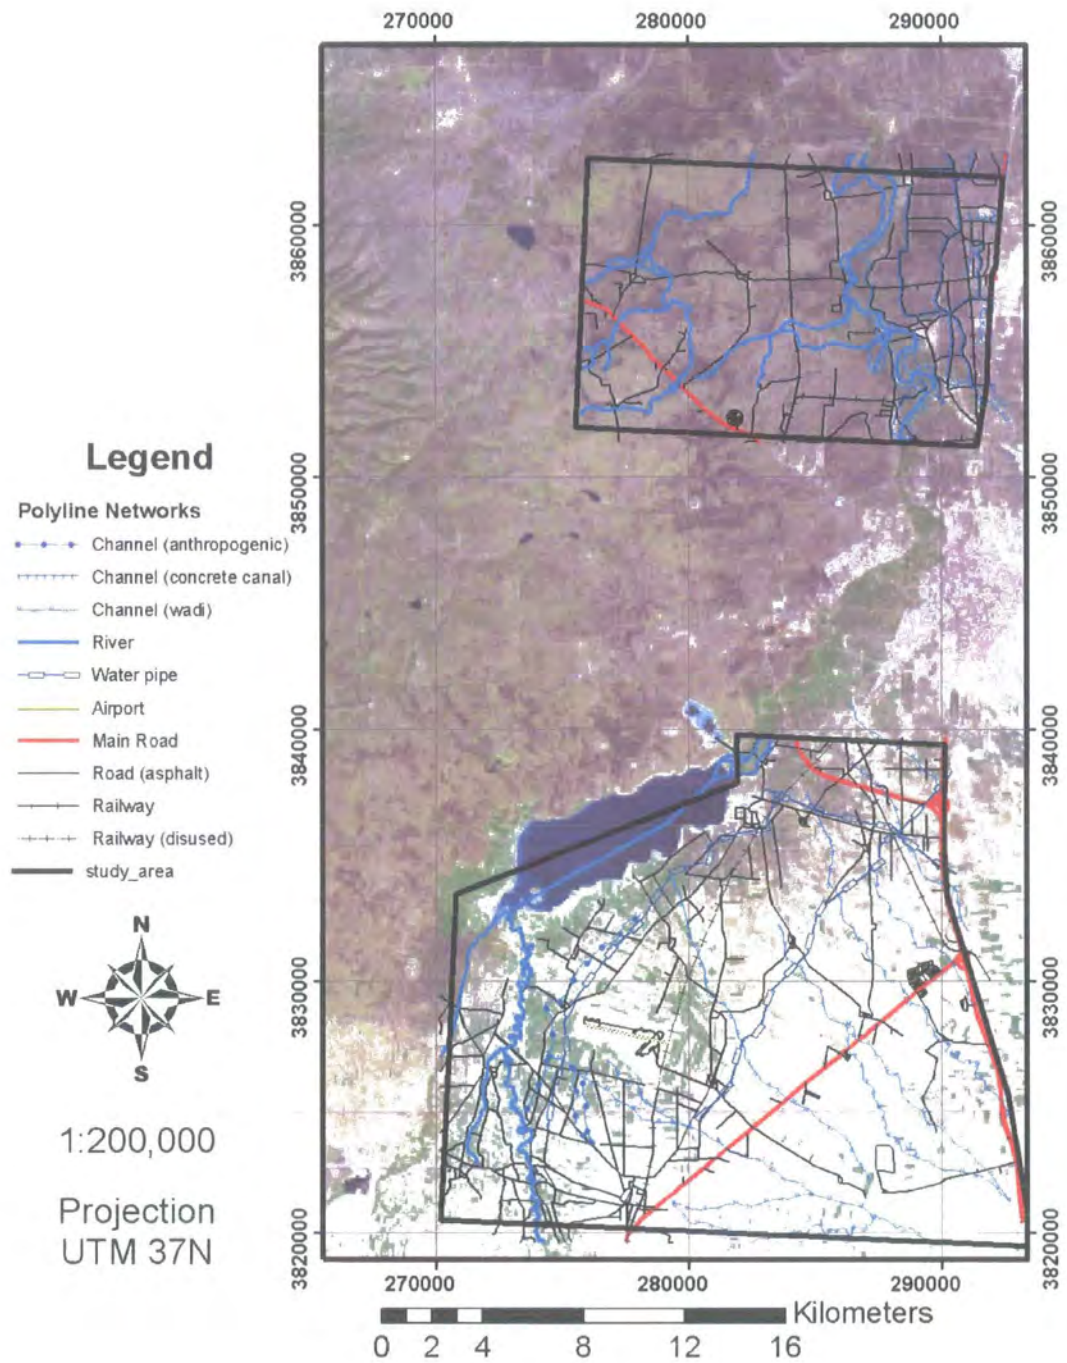 270000 280000 290000
3860000 3860000
3850000 3850000
3840000 3840000
3830000 3830000
3820000 3820000
Legend
Polyline Networks
Channel (anthropogenic)
Channel (concrete canal)
Channel (wadi)
River
Water pipe
Airport
Main Road
Road (asphalt)
Railway
Railway (disused)
study_area
N
W E
S
1:200,000
Projection
UTM 37N
270000 280000 290000
Kilometers
0 2 4 8 12 16